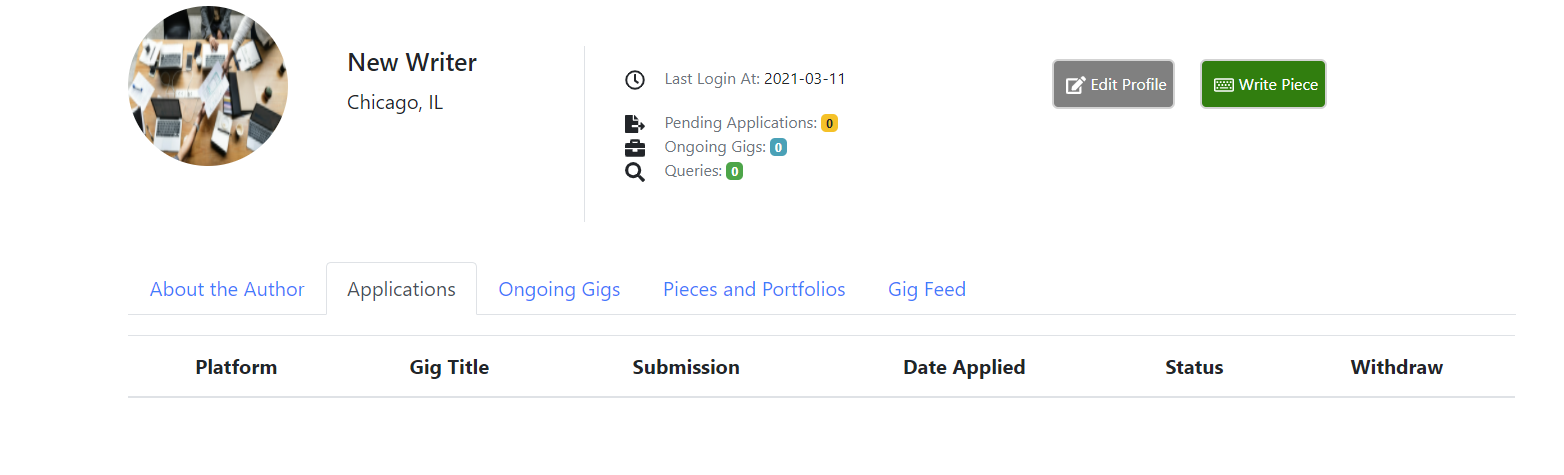 New Writer
Chicago, IL
Last Login At: 2021-03-11
Pending Applications: 0
Ongoing Gigs: 0
Queries: 0
Edit Profile
Write Piece
About the Author
Applications
Ongoing Gigs
Pieces and Portfolios
Gig Feed
Platform
Gig Title
Submission
Date Applied
Status
Withdraw